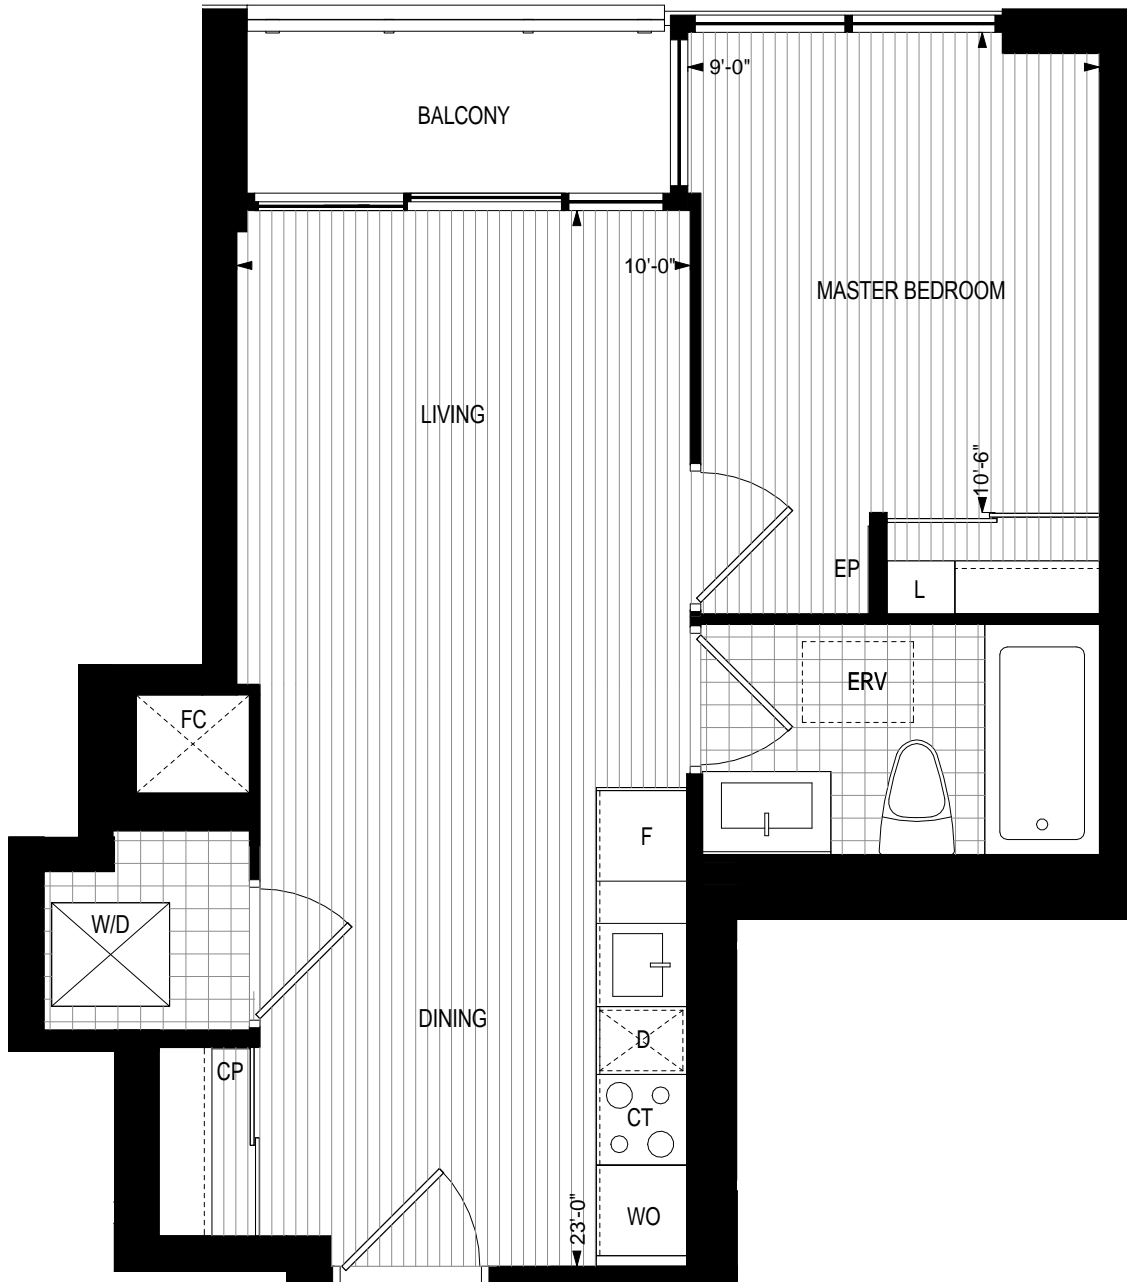 9'-0"
BALCONY
10'-0"
MASTER BEDROOM
LIVING
10'-6"
EP
L
ERV
FC
F
W/D
DINING
D
CP
CT
WO
23'-0"